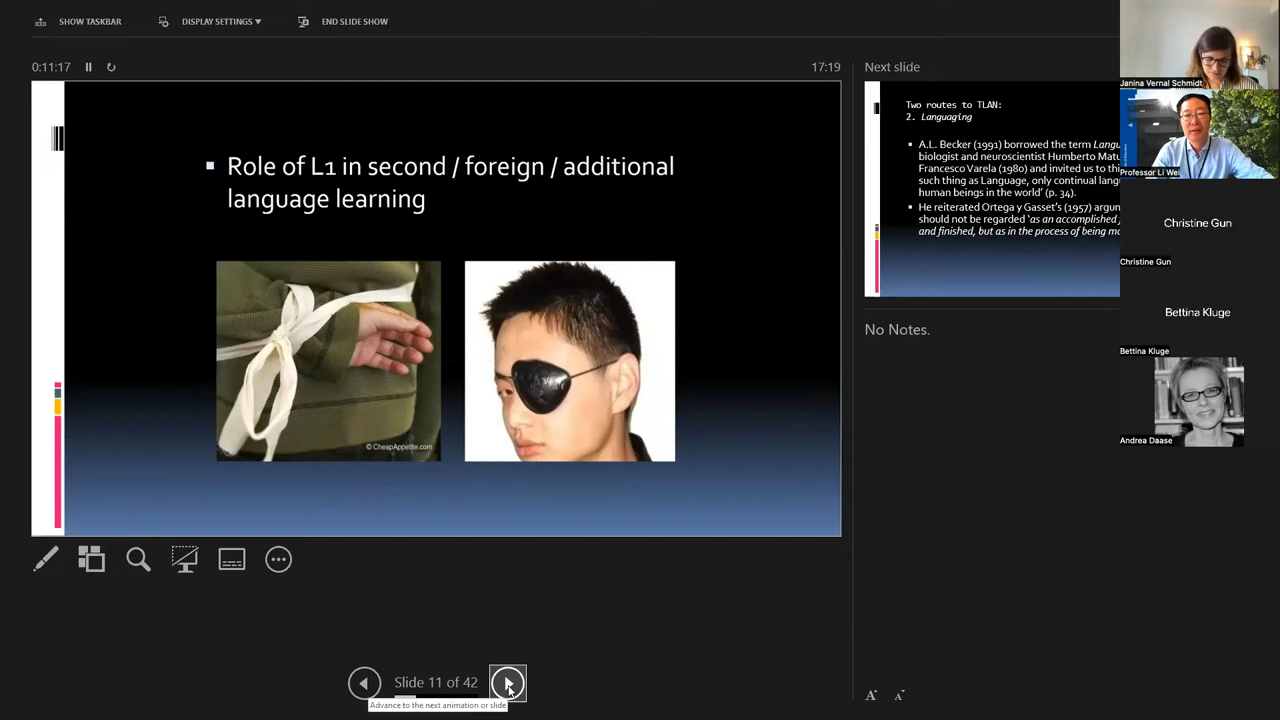 SHOW TASKBAR
DISPLAY SETTINGS ▼
END SLIDE SHOW
0:11:17
17:19
Role of L1 in second / foreign / additional
language learning
© CheapAppetite.com
Next slide
Two routes to TLAN:
2. Languaging
A.L. Becker (1991) borrowed the term
biologist and neuroscientist Humberto
Francesco Varela (1980) and invited us to
such thing as Language, only continual
human beings in the world' (p. 34).
He reiterated Ortega y Gasset's (1957)
should not be regarded 'as an accomplished
and finished, but as in the process of being
No Notes.
Janina Vernal Schmidt
Professor Li Wei
Christine Gun
Christine Gun
Bettina Kluge
Bettina Kluge
Andrea Daase
Slide 11 of 42
Advance to the next animation or slide
A
A